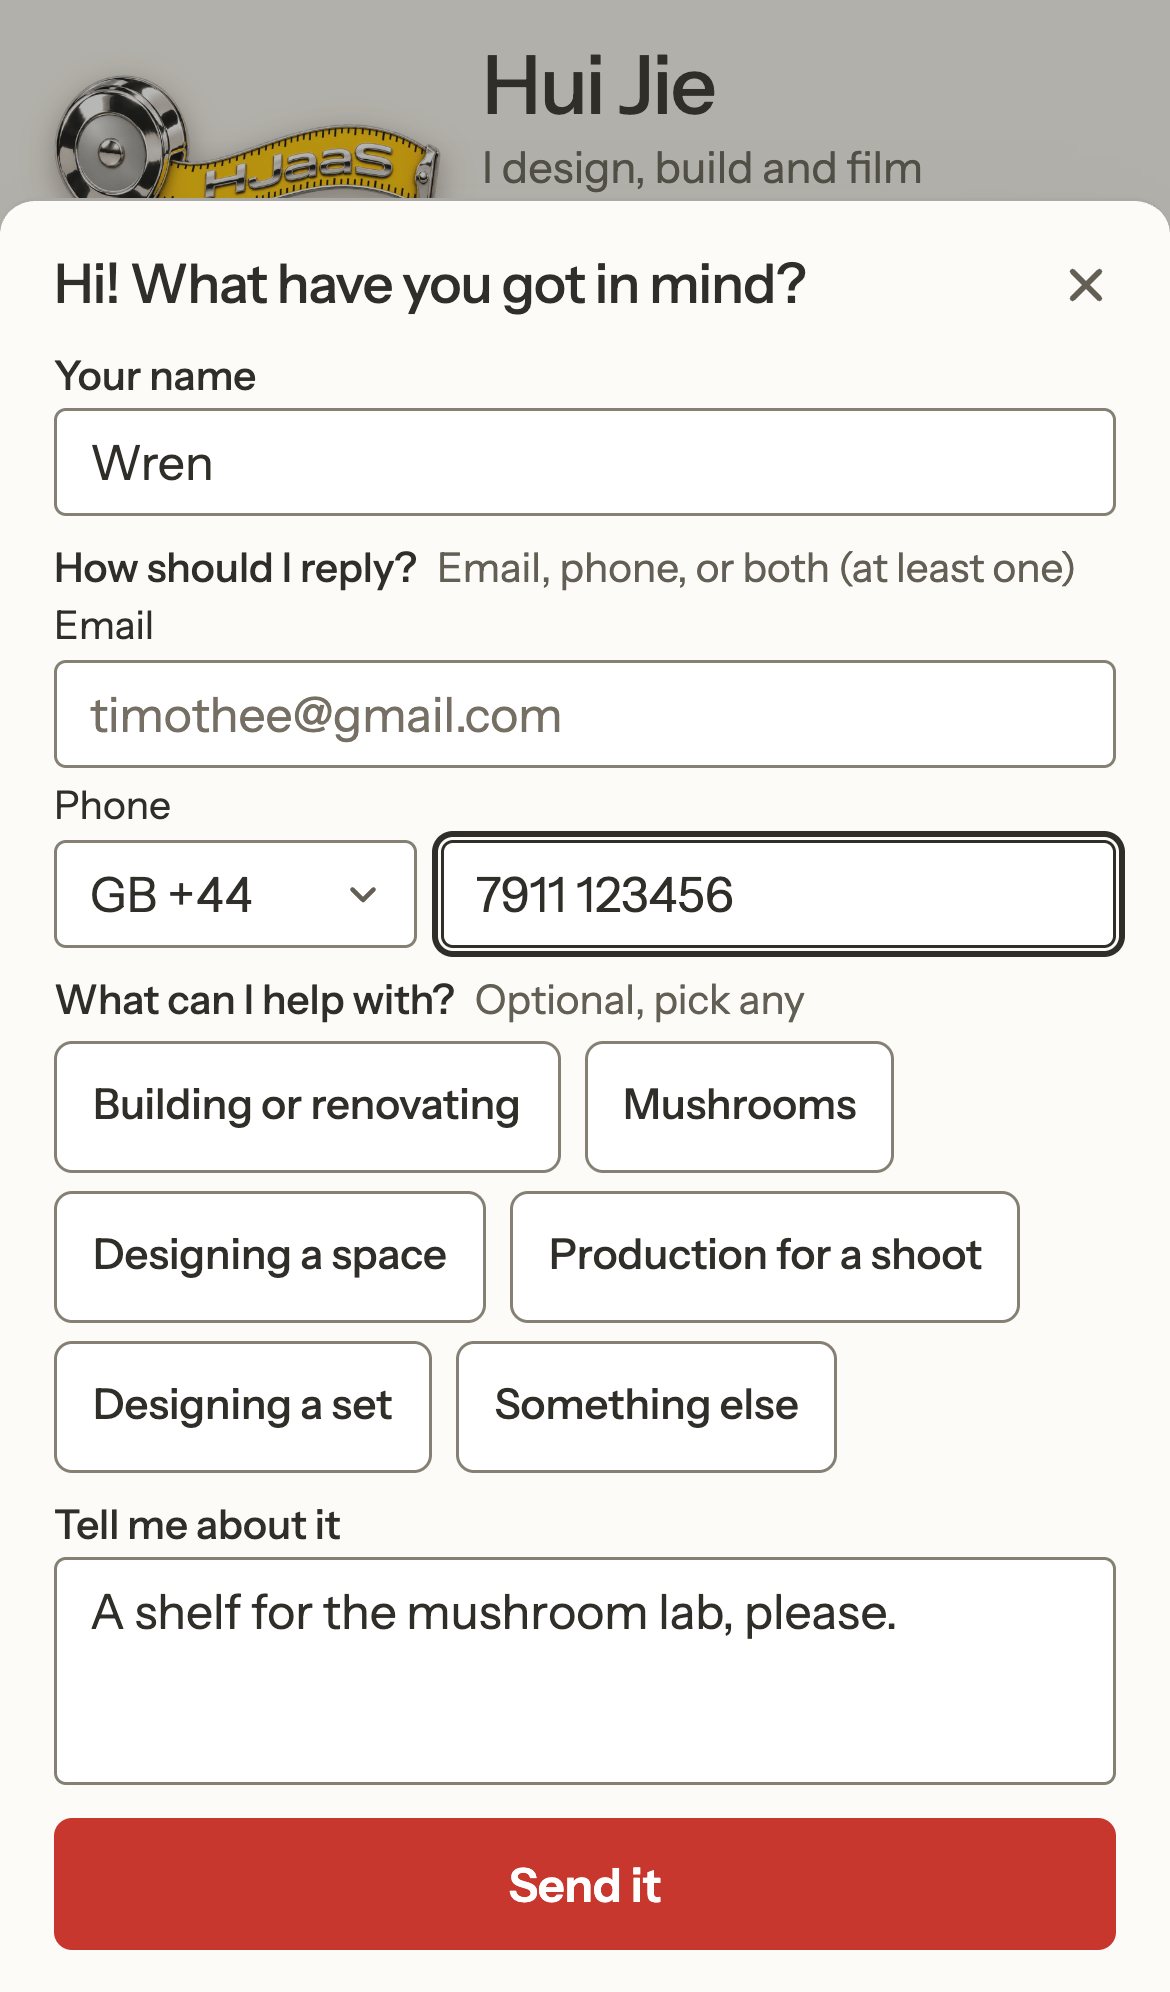 Hui Jie
HJaaS
I design, build and film
Hi! What have you got in mind?
Your name
Wren
How should I reply? Email, phone, or both (at least one)
Email
timothee@gmail.com
Phone
GB +44
7911 123456
What can I help with? Optional, pick any
Building or renovating
Mushrooms
Designing a space
Production for a shoot
Designing a set
Something else
Tell me about it
A shelf for the mushroom lab, please.
Send it